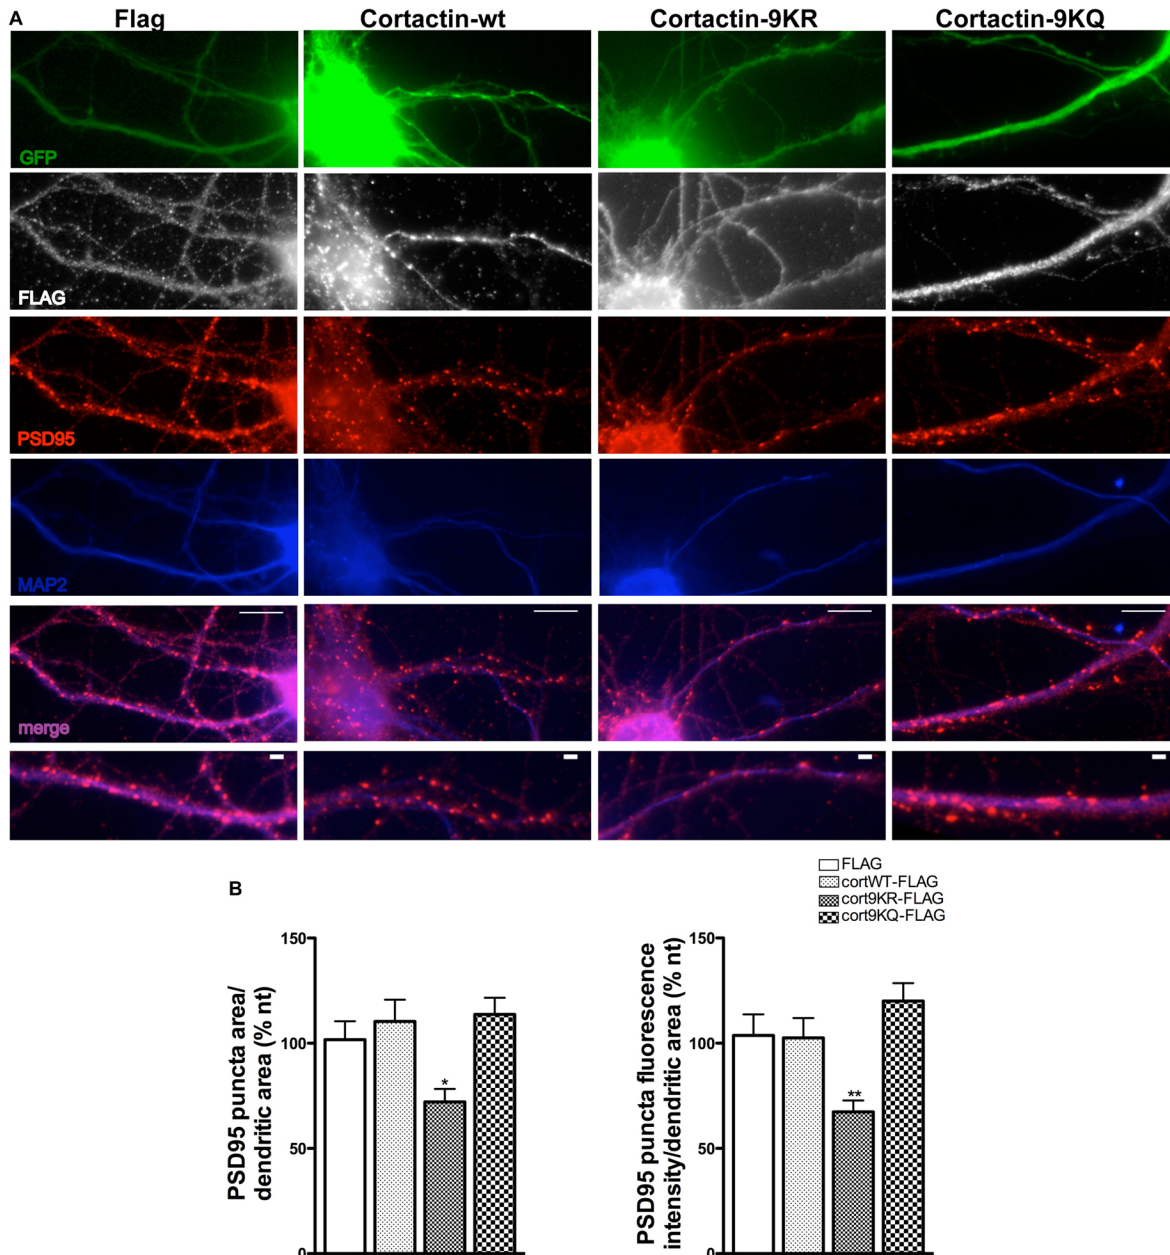 A
Flag
Cortactin-wt
Cortactin-9KR
Cortactin-9KQ
GFP
FLAG
PSD95
MAP2
merge
B
FLAG
cortWT-FLAG
cort9KR-FLAG
cort9KQ-FLAG
PSD95 puncta area/
dendritic area (% nt)
150
100
50
0
*
PSD95 puncta fluorescence
intensity/dendritic area (% nt)
150
100
50
0
**